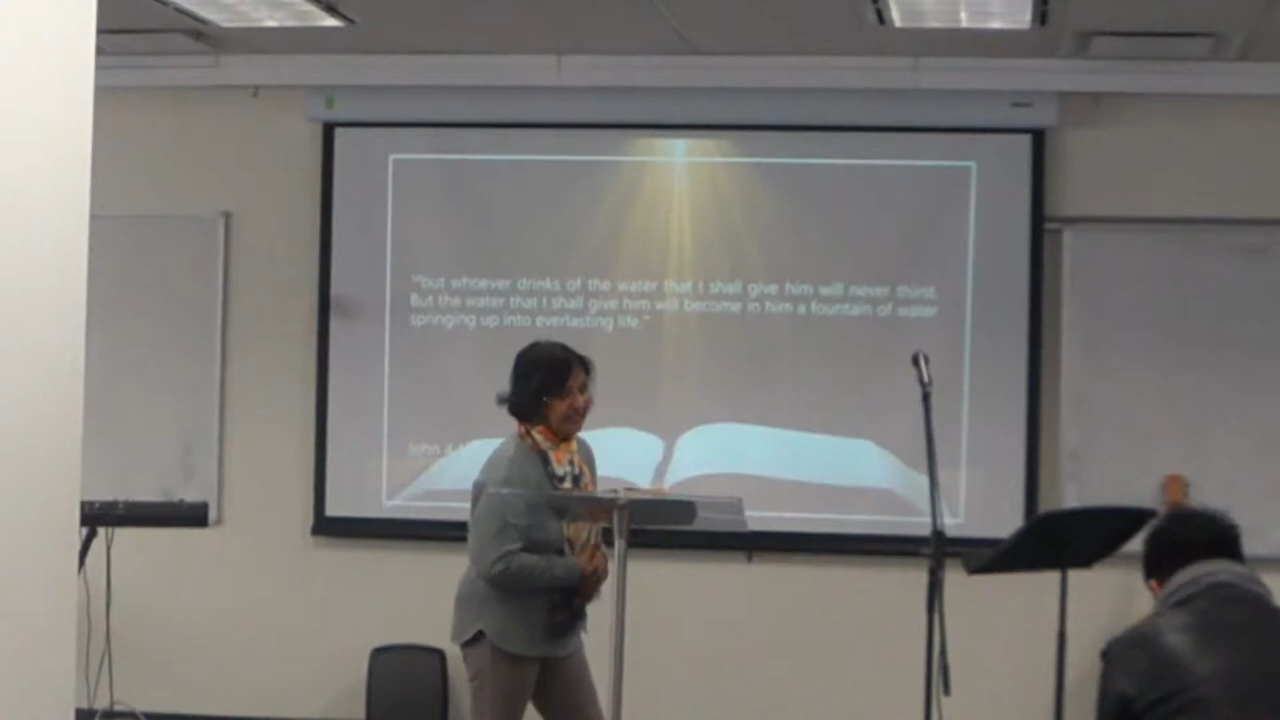 "but whoever drinks of the water that I shall give him will never thirst.
But the water that I shall give him will become in him a fountain of water
springing up into everlasting life."
John